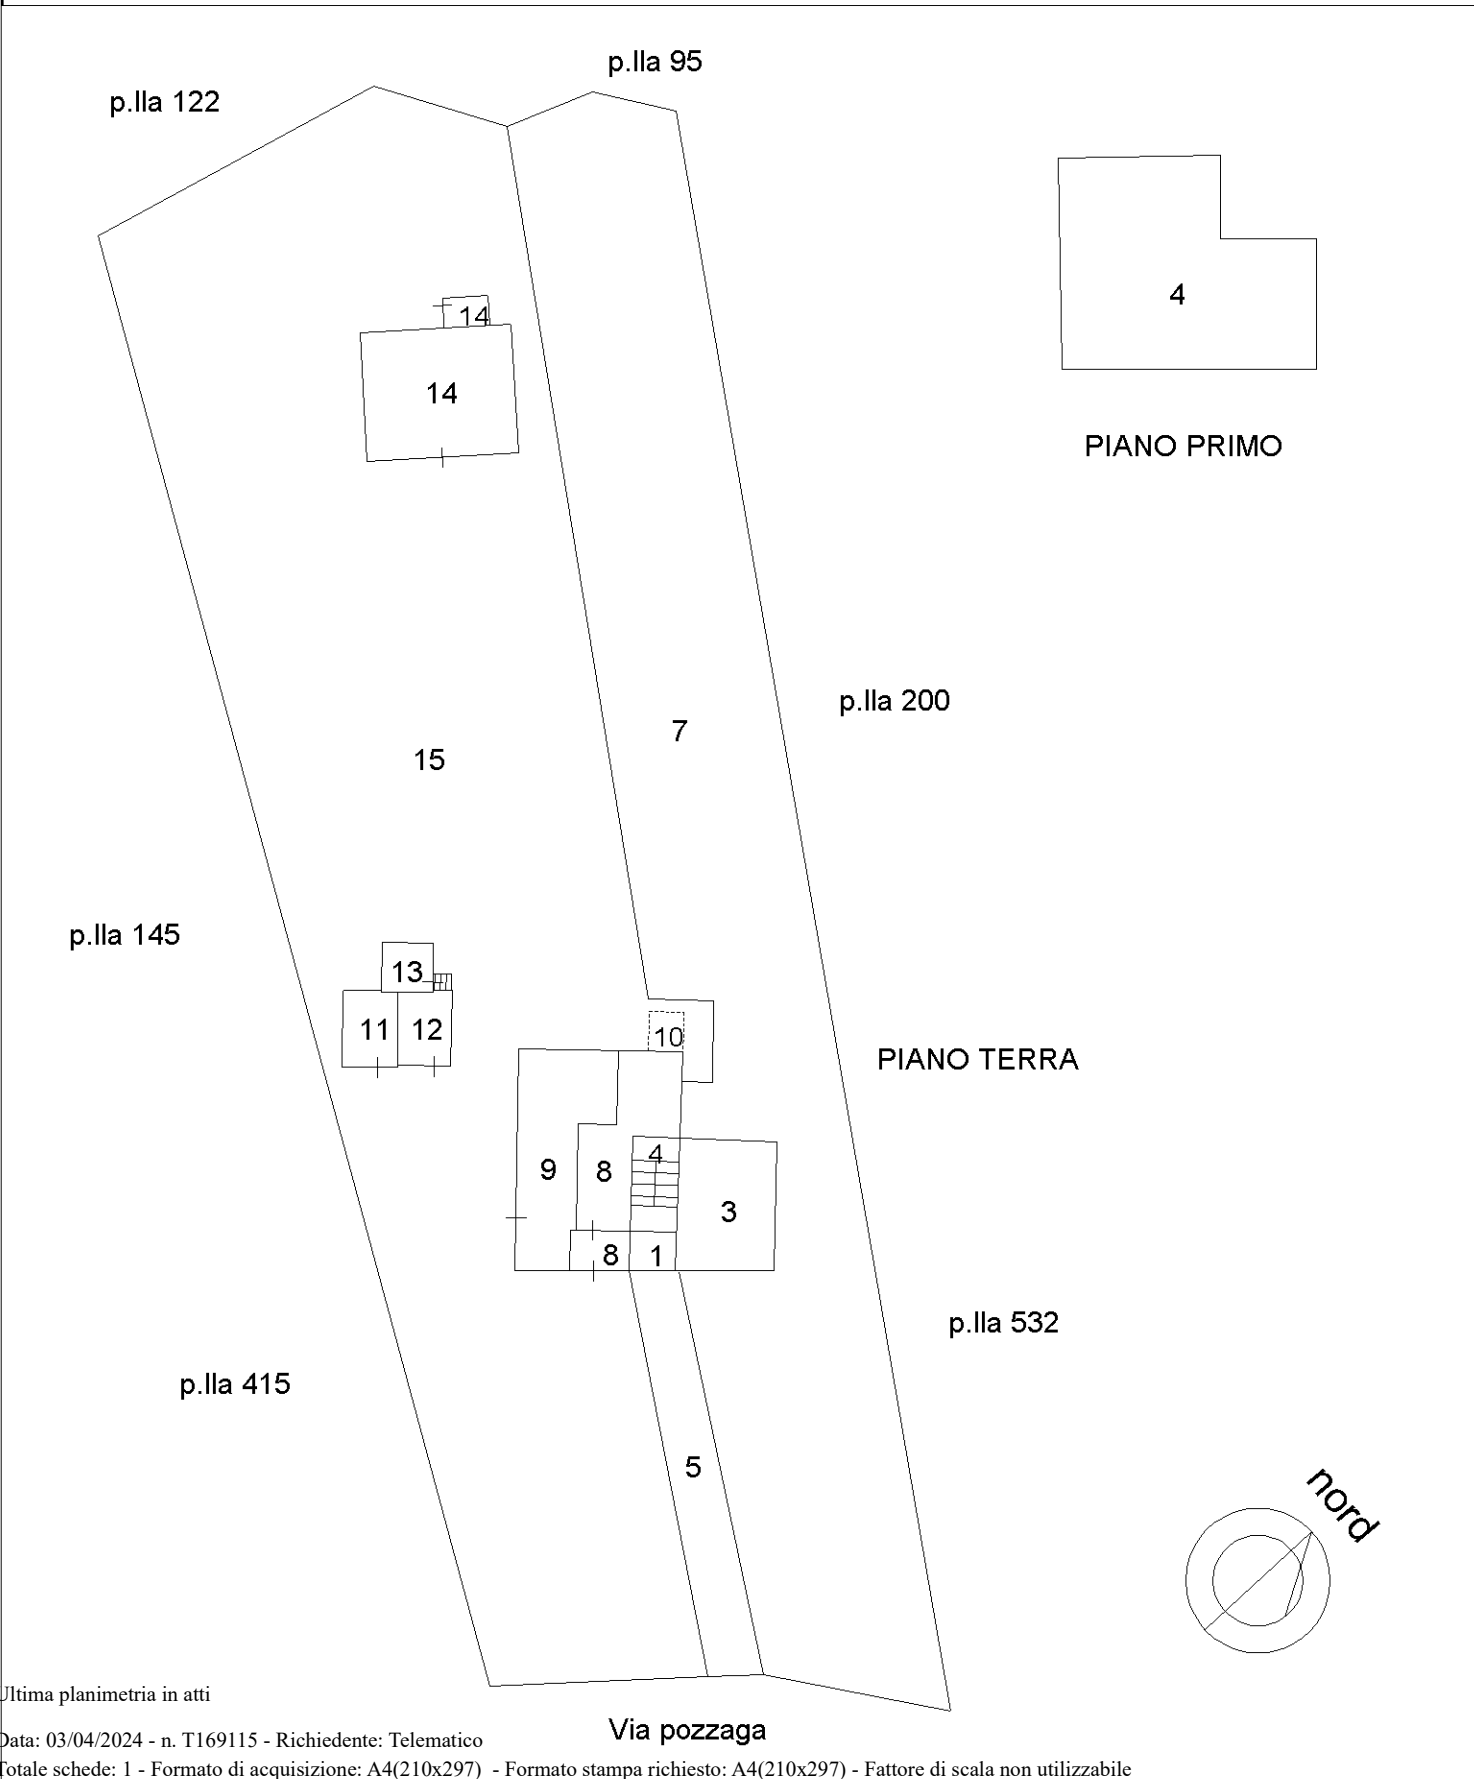 p.lla 95
p.lla 122
14
4
14
PIANO PRIMO
p.lla 200
7
15
p.lla 145
13
11 12
10
PIANO TERRA
4
9 8
3
8 1
p.lla 532
p.lla 415
5
nord
Ultima planimetria in atti
Via pozzaga
Data: 03/04/2024 - n. T169115 - Richiedente: Telematico
Totale schede: 1 - Formato di acquisizione: A4(210x297) - Formato stampa richiesto: A4(210x297) - Fattore di scala non utilizzabile